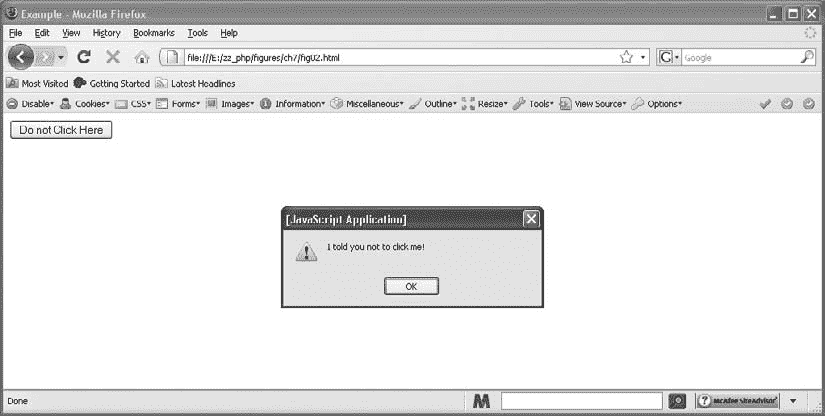 Example - Mozilla Firefox
File Edit View History Bookmarks Tools Help
file:///E:/zz_php/figures/ch7/fig02.html
G Google
Most Visited Getting Started Latest Headlines
Disable Cookies CSS Forms Images Information Miscellaneous Outline Resize Tools View Source Options
Do not Click Here
[JavaScript Application]
I told you not to click me!
OK
Done
M
McAfee SiteAdvisor